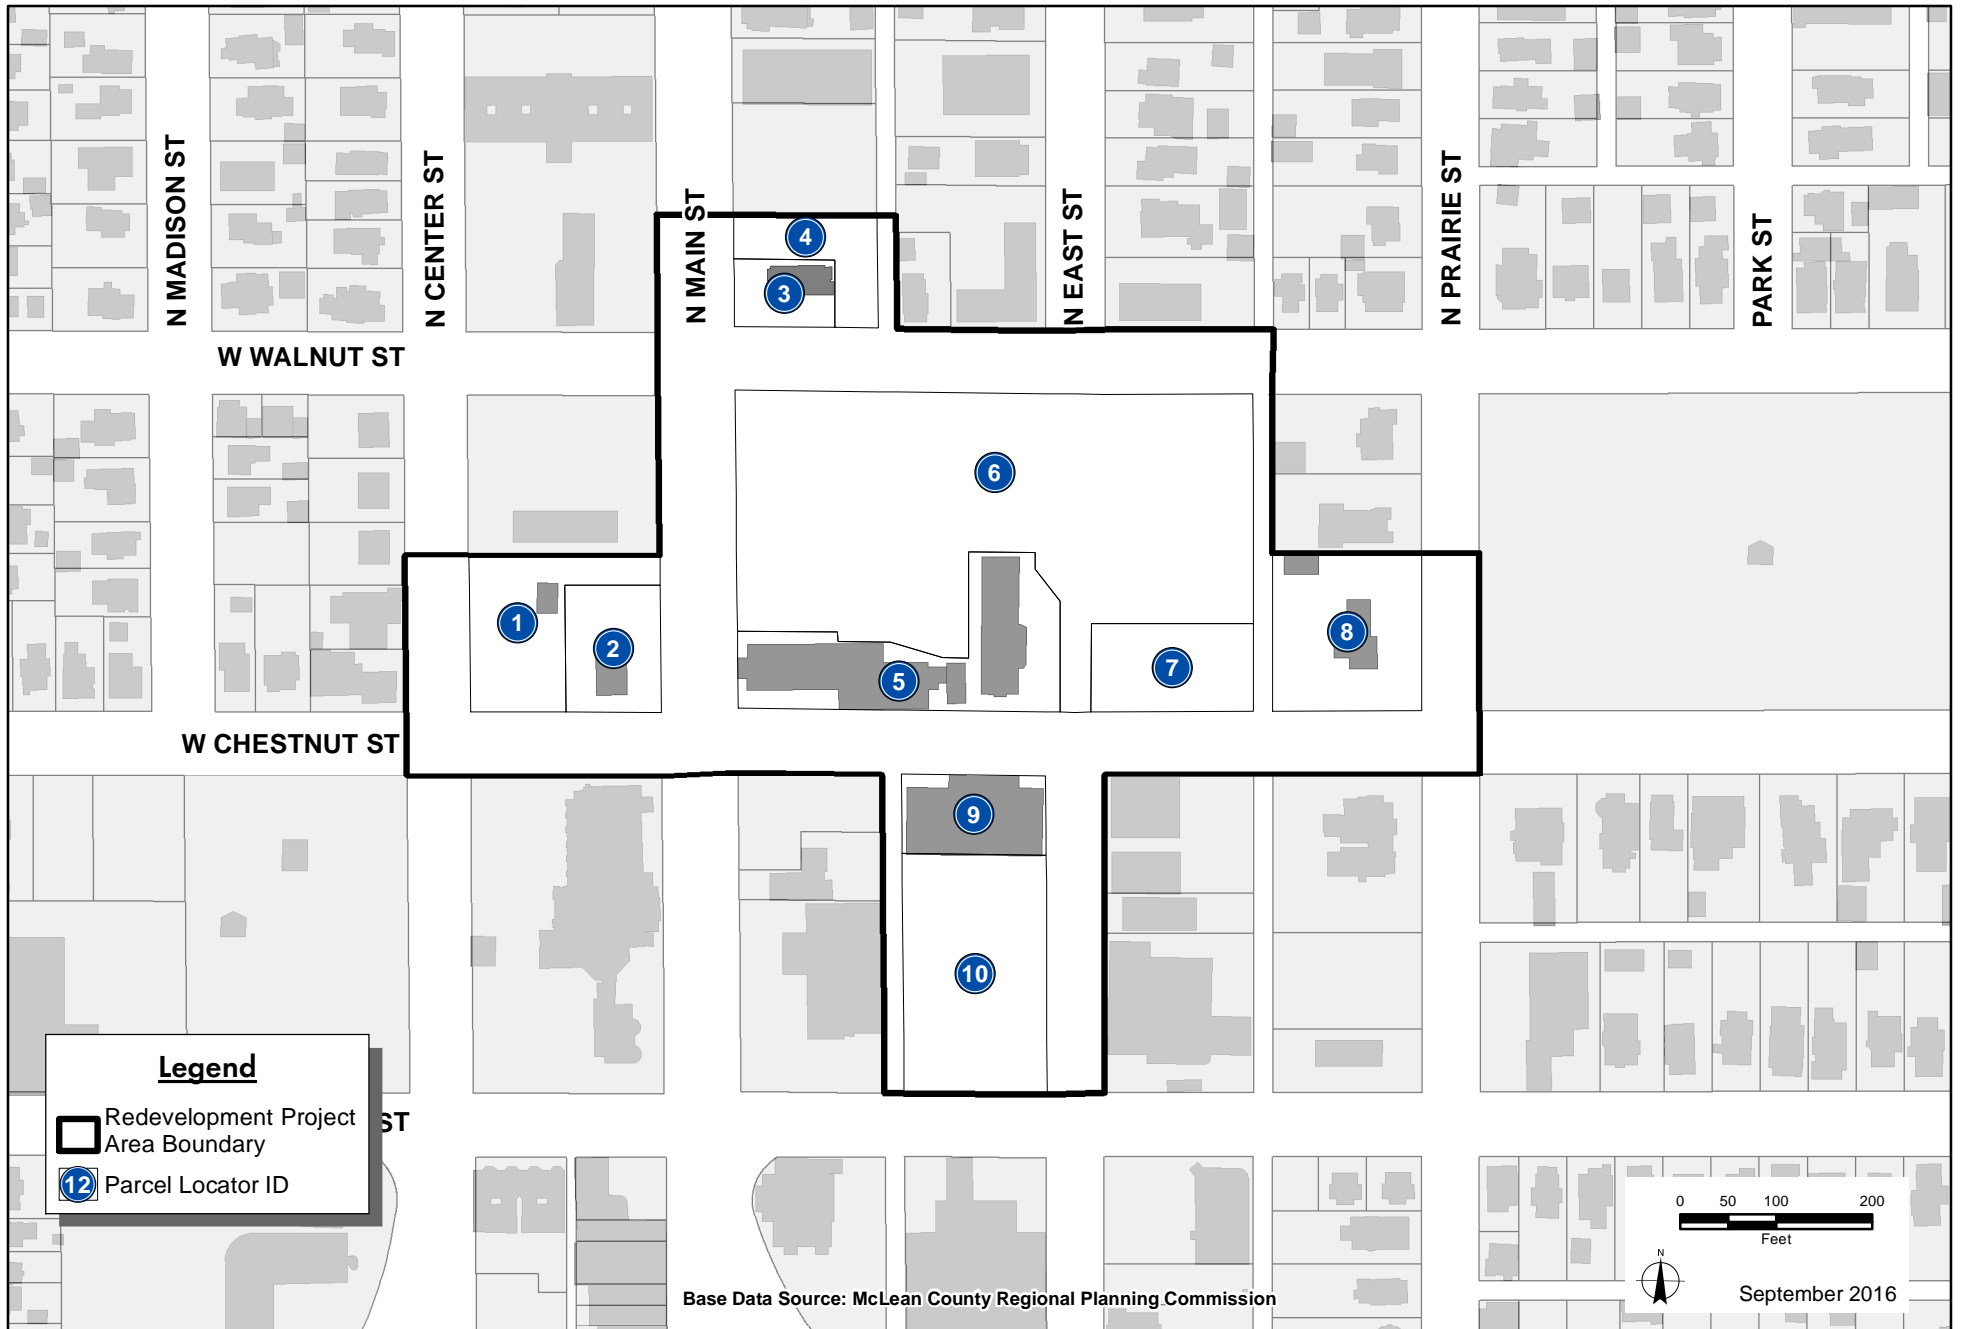 N MADISON ST
N CENTER ST
N MAIN ST
N EAST ST
N PRAIRIE ST
PARK ST
4
3
W WALNUT ST
6
1
2
5
7
8
W CHESTNUT ST
9
10
Legend
Redevelopment Project
Area Boundary
12 Parcel Locator ID
ST
0 50 100 200
Feet
N
September 2016
Base Data Source: McLean County Regional Planning Commission